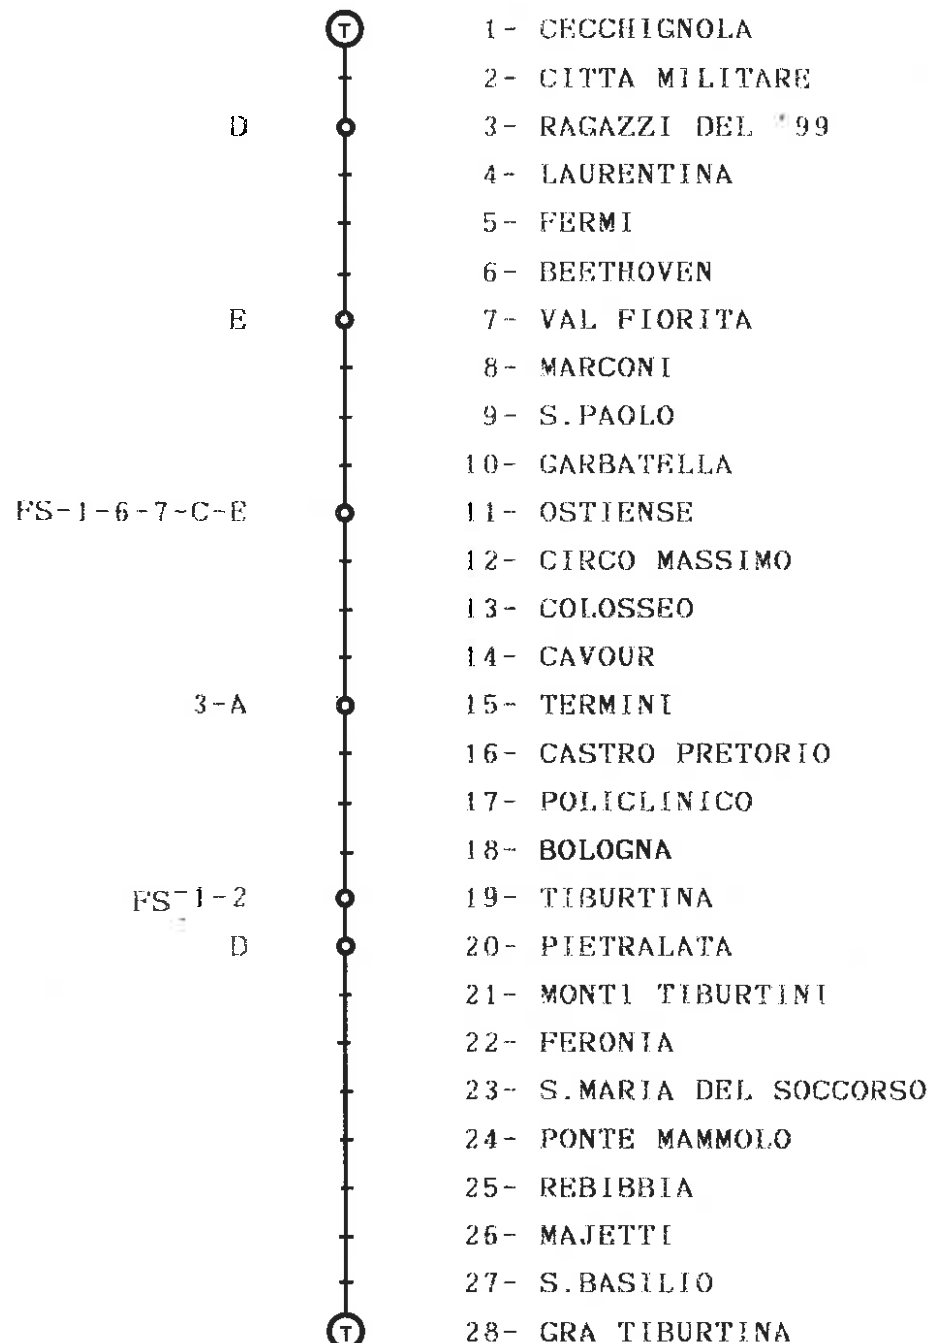 T 1- CECCHIGNOLA
2- CITTA MILITARE
D 3- RAGAZZI DEL '99
4- LAURENTINA
5- FERMI
6- BEETHOVEN
E 7- VAL FIORITA
8- MARCONI
9- S.PAOLO
10- GARBATELLA
FS-1-6-7-C-E 11- OSTIENSE
12- CIRCO MASSIMO
13- COLOSSEO
14- CAVOUR
3-A 15- TERMINI
16- CASTRO PRETORIO
17- POLICLINICO
18- BOLOGNA
FS-1-2 19- TIBURTINA
D 20- PIETRALATA
21- MONTI TIBURTINI
22- FERONIA
23- S.MARIA DEL SOCCORSO
24- PONTE MAMMOLO
25- REBIBBIA
26- MAJETTI
27- S.BASILIO
T 28- GRA TIBURTINA